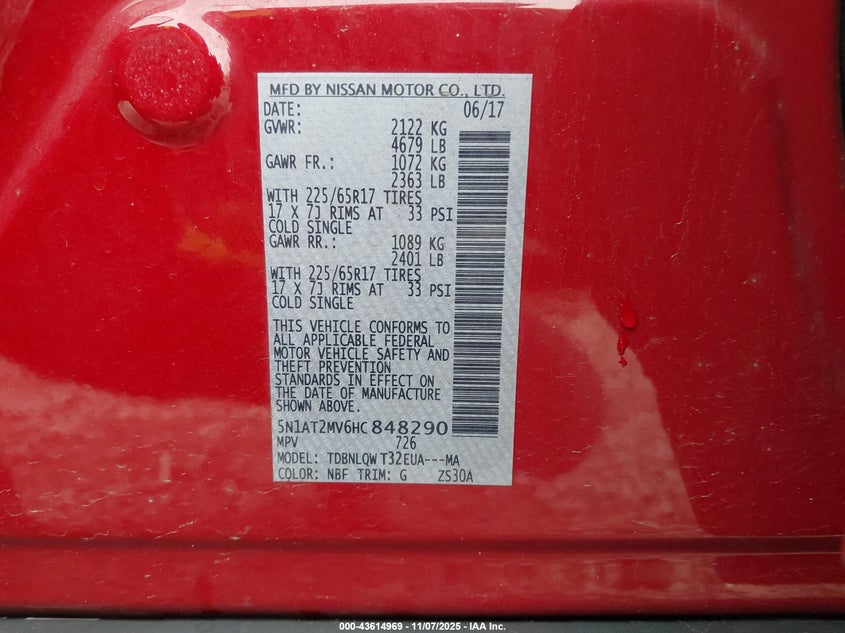 MFD BY NISSAN MOTOR CO., LTD.
DATE: 06/17
GVWR: 2122 KG
4679 LB
GAWR FR.: 1072 KG
2363 LB
WITH 225/65R17 TIRES
17 X 7J RIMS AT 33 PSI
COLD SINGLE
GAWR RR.: 1089 KG
2401 LB
WITH 225/65R17 TIRES
17 X 7J RIMS AT 33 PSI
COLD SINGLE
THIS VEHICLE CONFORMS TO
ALL APPLICABLE FEDERAL
MOTOR VEHICLE SAFETY AND
THEFT PREVENTION
STANDARDS IN EFFECT ON
THE DATE OF MANUFACTURE
SHOWN ABOVE.
5N1AT2MV6HC848290
MPV 726
MODEL: TDBNLQW T32EUA---MA
COLOR: NBF TRIM: G ZS30A
000-43614969 - 11/07/2025 - IAA Inc.